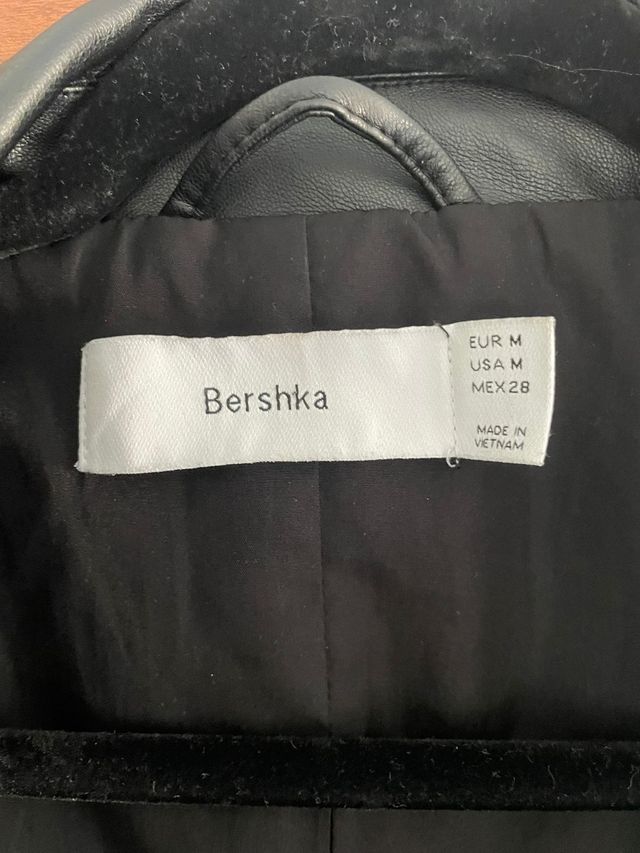 Bershka
EUR M
USA M
MEX 28
MADE IN
VIETNAM